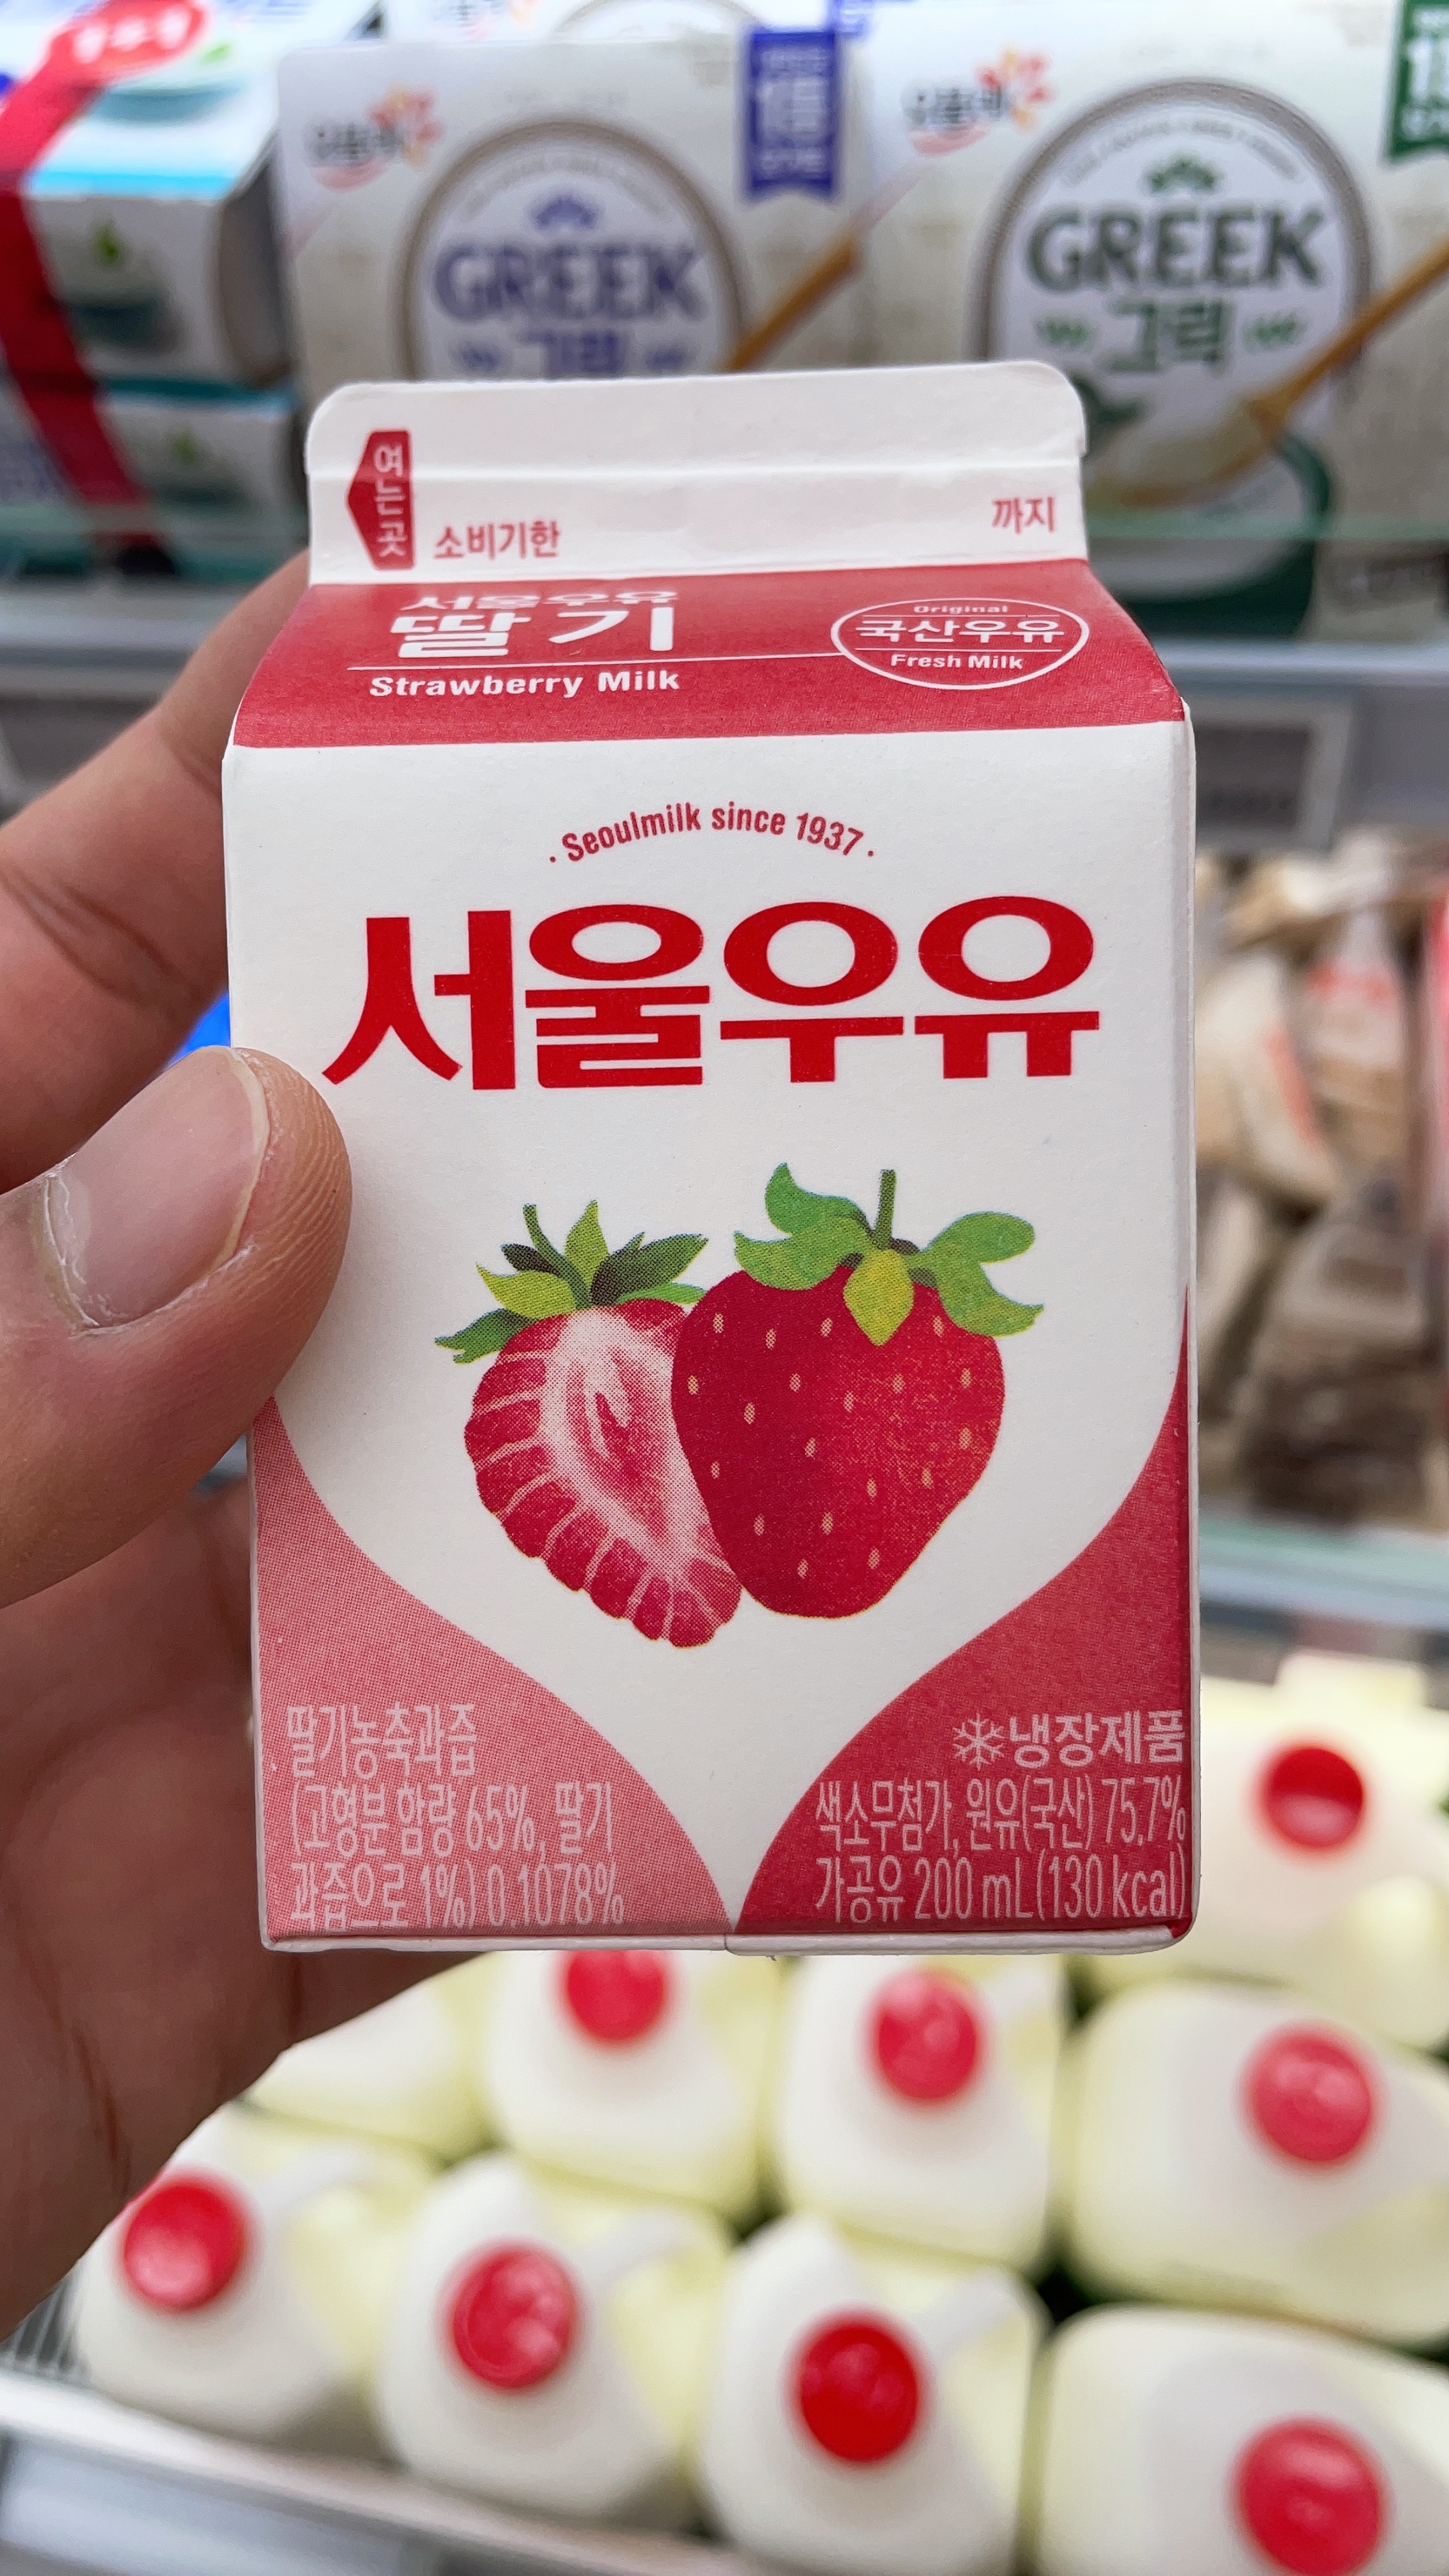 GREEK
그릭
GREEK
그릭
여는곳
소비기한
까지
서울우유
딸기
Strawberry Milk
Original
국산우유
Fresh Milk
· Seoulmilk since 1937 ·
서울우유
딸기농축과즙
(고형분 함량 65%, 딸기
과즙으로 1%) 0.1078%
냉장제품
색소무첨가, 원유(국산) 75.7%
가공유 200 mL(130 kcal)